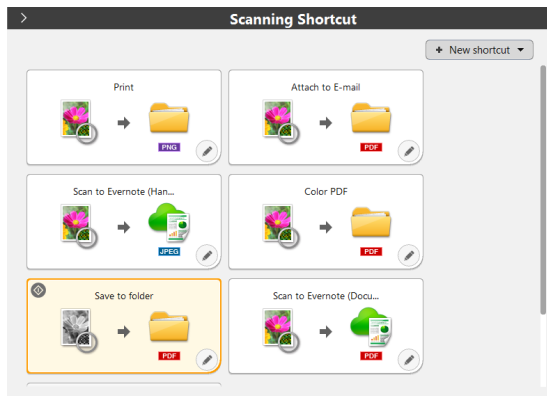 Scanning Shortcut
+ New shortcut
Print
PNG
Attach to E-mail
PDF
Scan to Evernote (Han...
JPEG
Color PDF
PDF
Save to folder
PDF
Scan to Evernote (Docu...
PDF